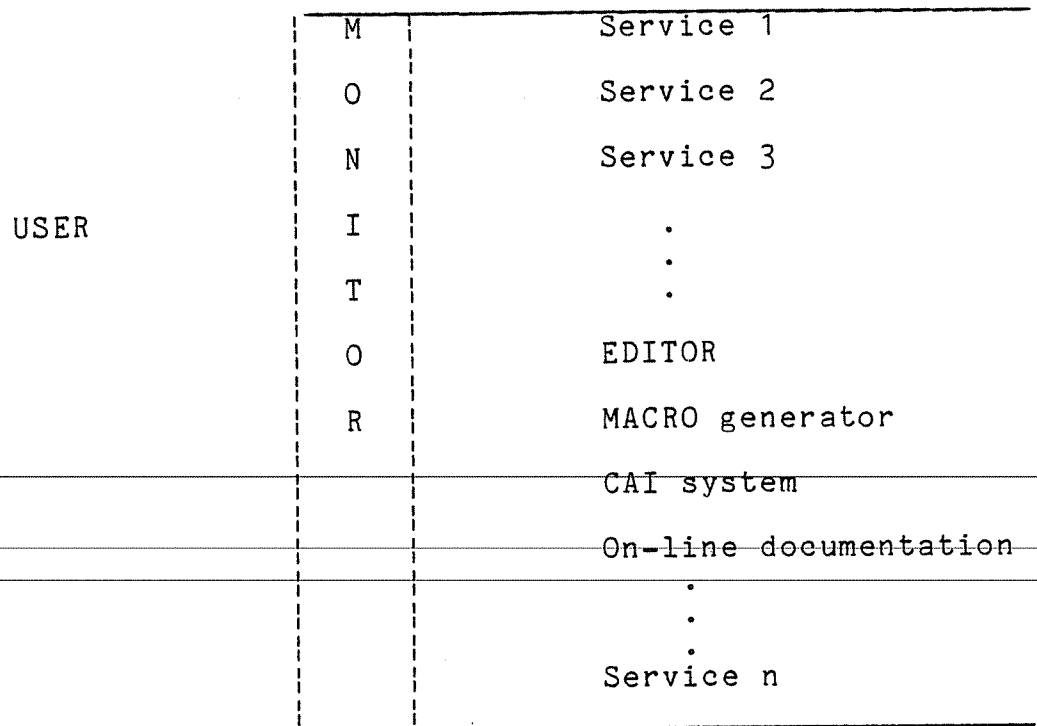 M Service 1
O Service 2
N Service 3
USER I .
.
T .
O EDITOR
R MACRO generator
CAI system
On-line documentation
.
.
.
Service n